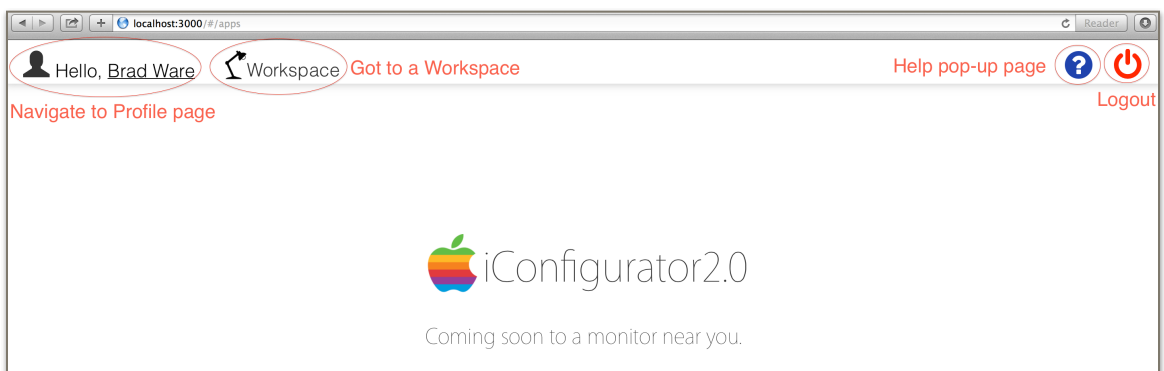 localhost:3000/#/apps
Reader
Hello, Brad Ware
Workspace
Got to a Workspace
Help pop-up page
?
Navigate to Profile page
Logout
iConfigurator2.0
Coming soon to a monitor near you.